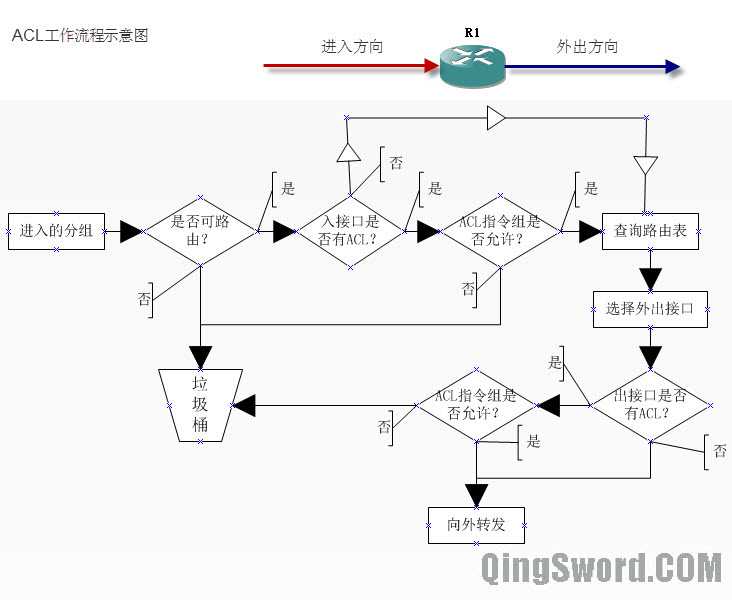 ACL工作流程示意图
R1
进入方向
外出方向
否
是
是
是
进入的分组
是否可路
由?
入接口是
否有ACL?
ACL指令组是
否允许?
查询路由表
否
否
选择外出接口
是
垃
圾
桶
ACL指令组是
否允许?
出接口是否
有ACL?
否
是
否
向外转发
QingSword.COM